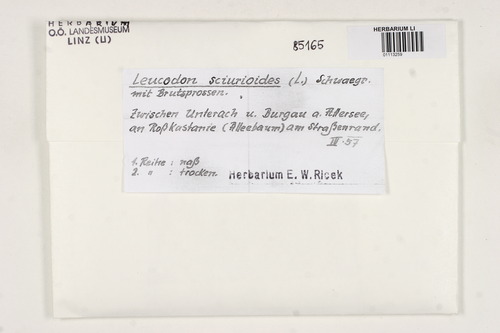 HERBARIUM
O.Ö. LANDESMUSEUM
LINZ (LI)
85165
HERBARIUM LI
Leucodon sciurioides (L.) Schwaegr.
mit Brutsprossen.
Zwischen Unterach u. Burgau a. Attersee,
an Roßkastanie (Alleebaum) am Straßenrand.
III.57
1. Reihe : naß
2. " : trocken.
Herbarium E. W. Ricek